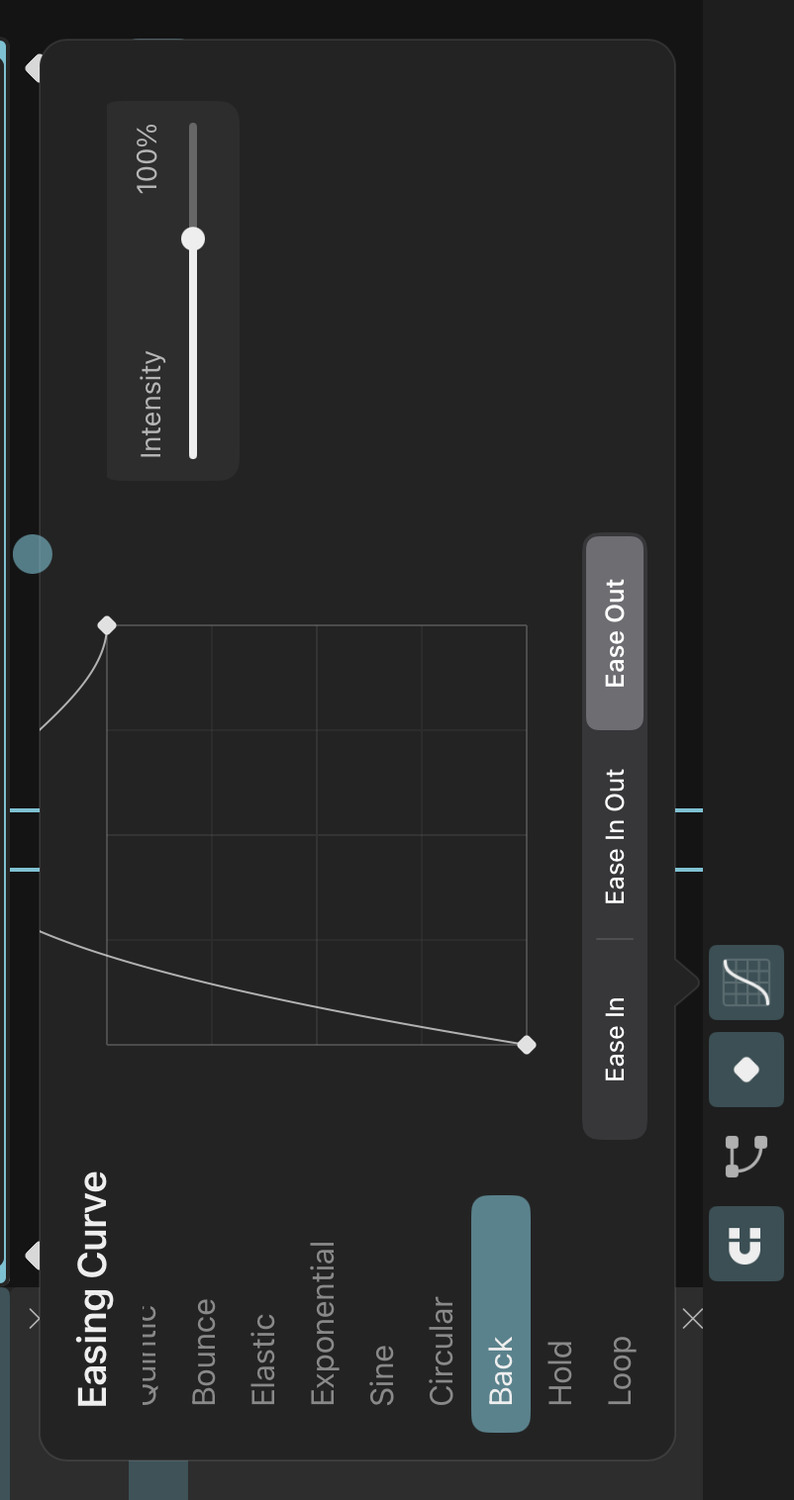 Easing Curve
Quintic
Bounce
Elastic
Exponential
Sine
Circular
Back
Hold
Loop
Intensity 100%
Ease In Ease In Out Ease Out